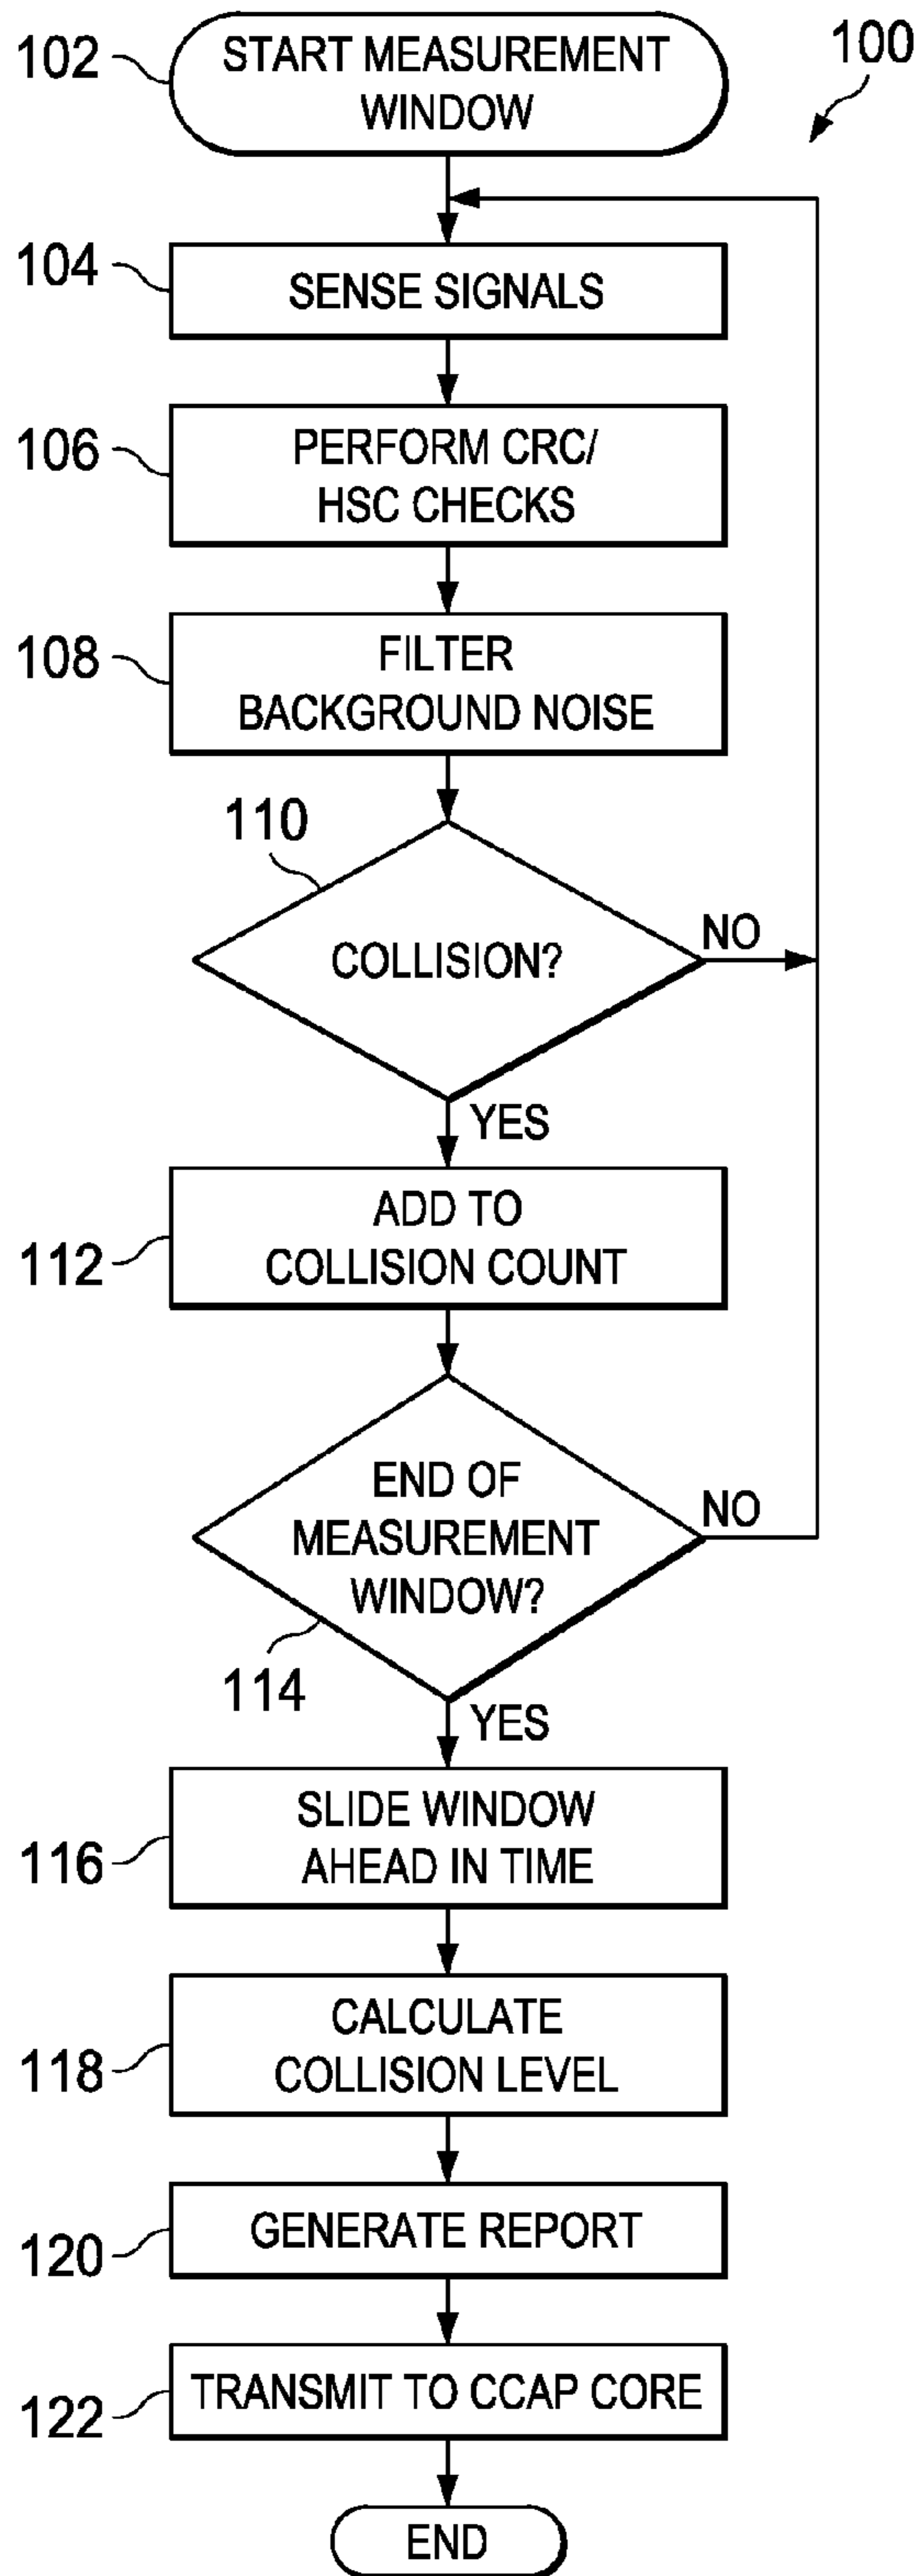 102
START MEASUREMENT
WINDOW
100
104
SENSE SIGNALS
106
PERFORM CRC/
HSC CHECKS
108
FILTER
BACKGROUND NOISE
110
COLLISION?
NO
YES
112
ADD TO
COLLISION COUNT
END OF
MEASUREMENT
WINDOW?
NO
114
YES
116
SLIDE WINDOW
AHEAD IN TIME
118
CALCULATE
COLLISION LEVEL
120
GENERATE REPORT
122
TRANSMIT TO CCAP CORE
END